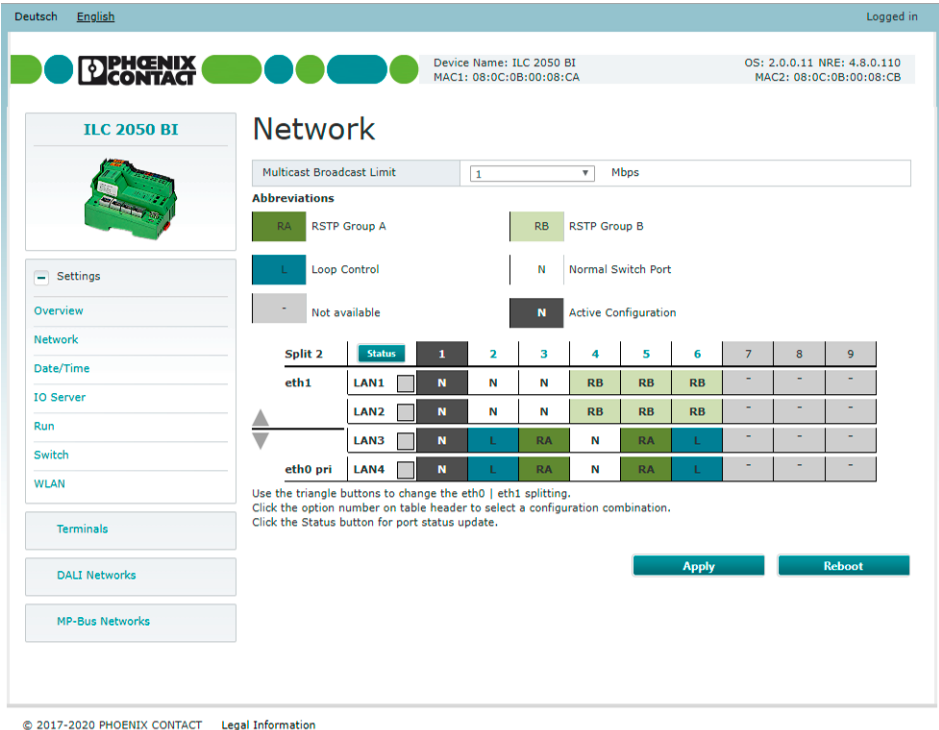 Deutsch English Logged in
PHŒNIX CONTACT
Device Name: ILC 2050 BI OS: 2.0.0.11 NRE: 4.8.0.110
MAC1: 08:0C:0B:00:08:CA MAC2: 08:0C:0B:00:08:CB
ILC 2050 BI
Settings
Overview
Network
Date/Time
IO Server
Run
Switch
WLAN
Terminals
DALI Networks
MP-Bus Networks
Network
Multicast Broadcast Limit 1 Mbps
Abbreviations
RA RSTP Group A RB RSTP Group B
L Loop Control N Normal Switch Port
- Not available N Active Configuration
Split 2 Status 1 2 3 4 5 6 7 8 9
eth1 LAN1 N N N RB RB RB - - -
LAN2 N N N RB RB RB - - -
LAN3 N L RA N RA L - - -
eth0 pri LAN4 N L RA N RA L - - -
Use the triangle buttons to change the eth0 | eth1 splitting.
Click the option number on table header to select a configuration combination.
Click the Status button for port status update.
Apply Reboot
© 2017-2020 PHOENIX CONTACT Legal Information